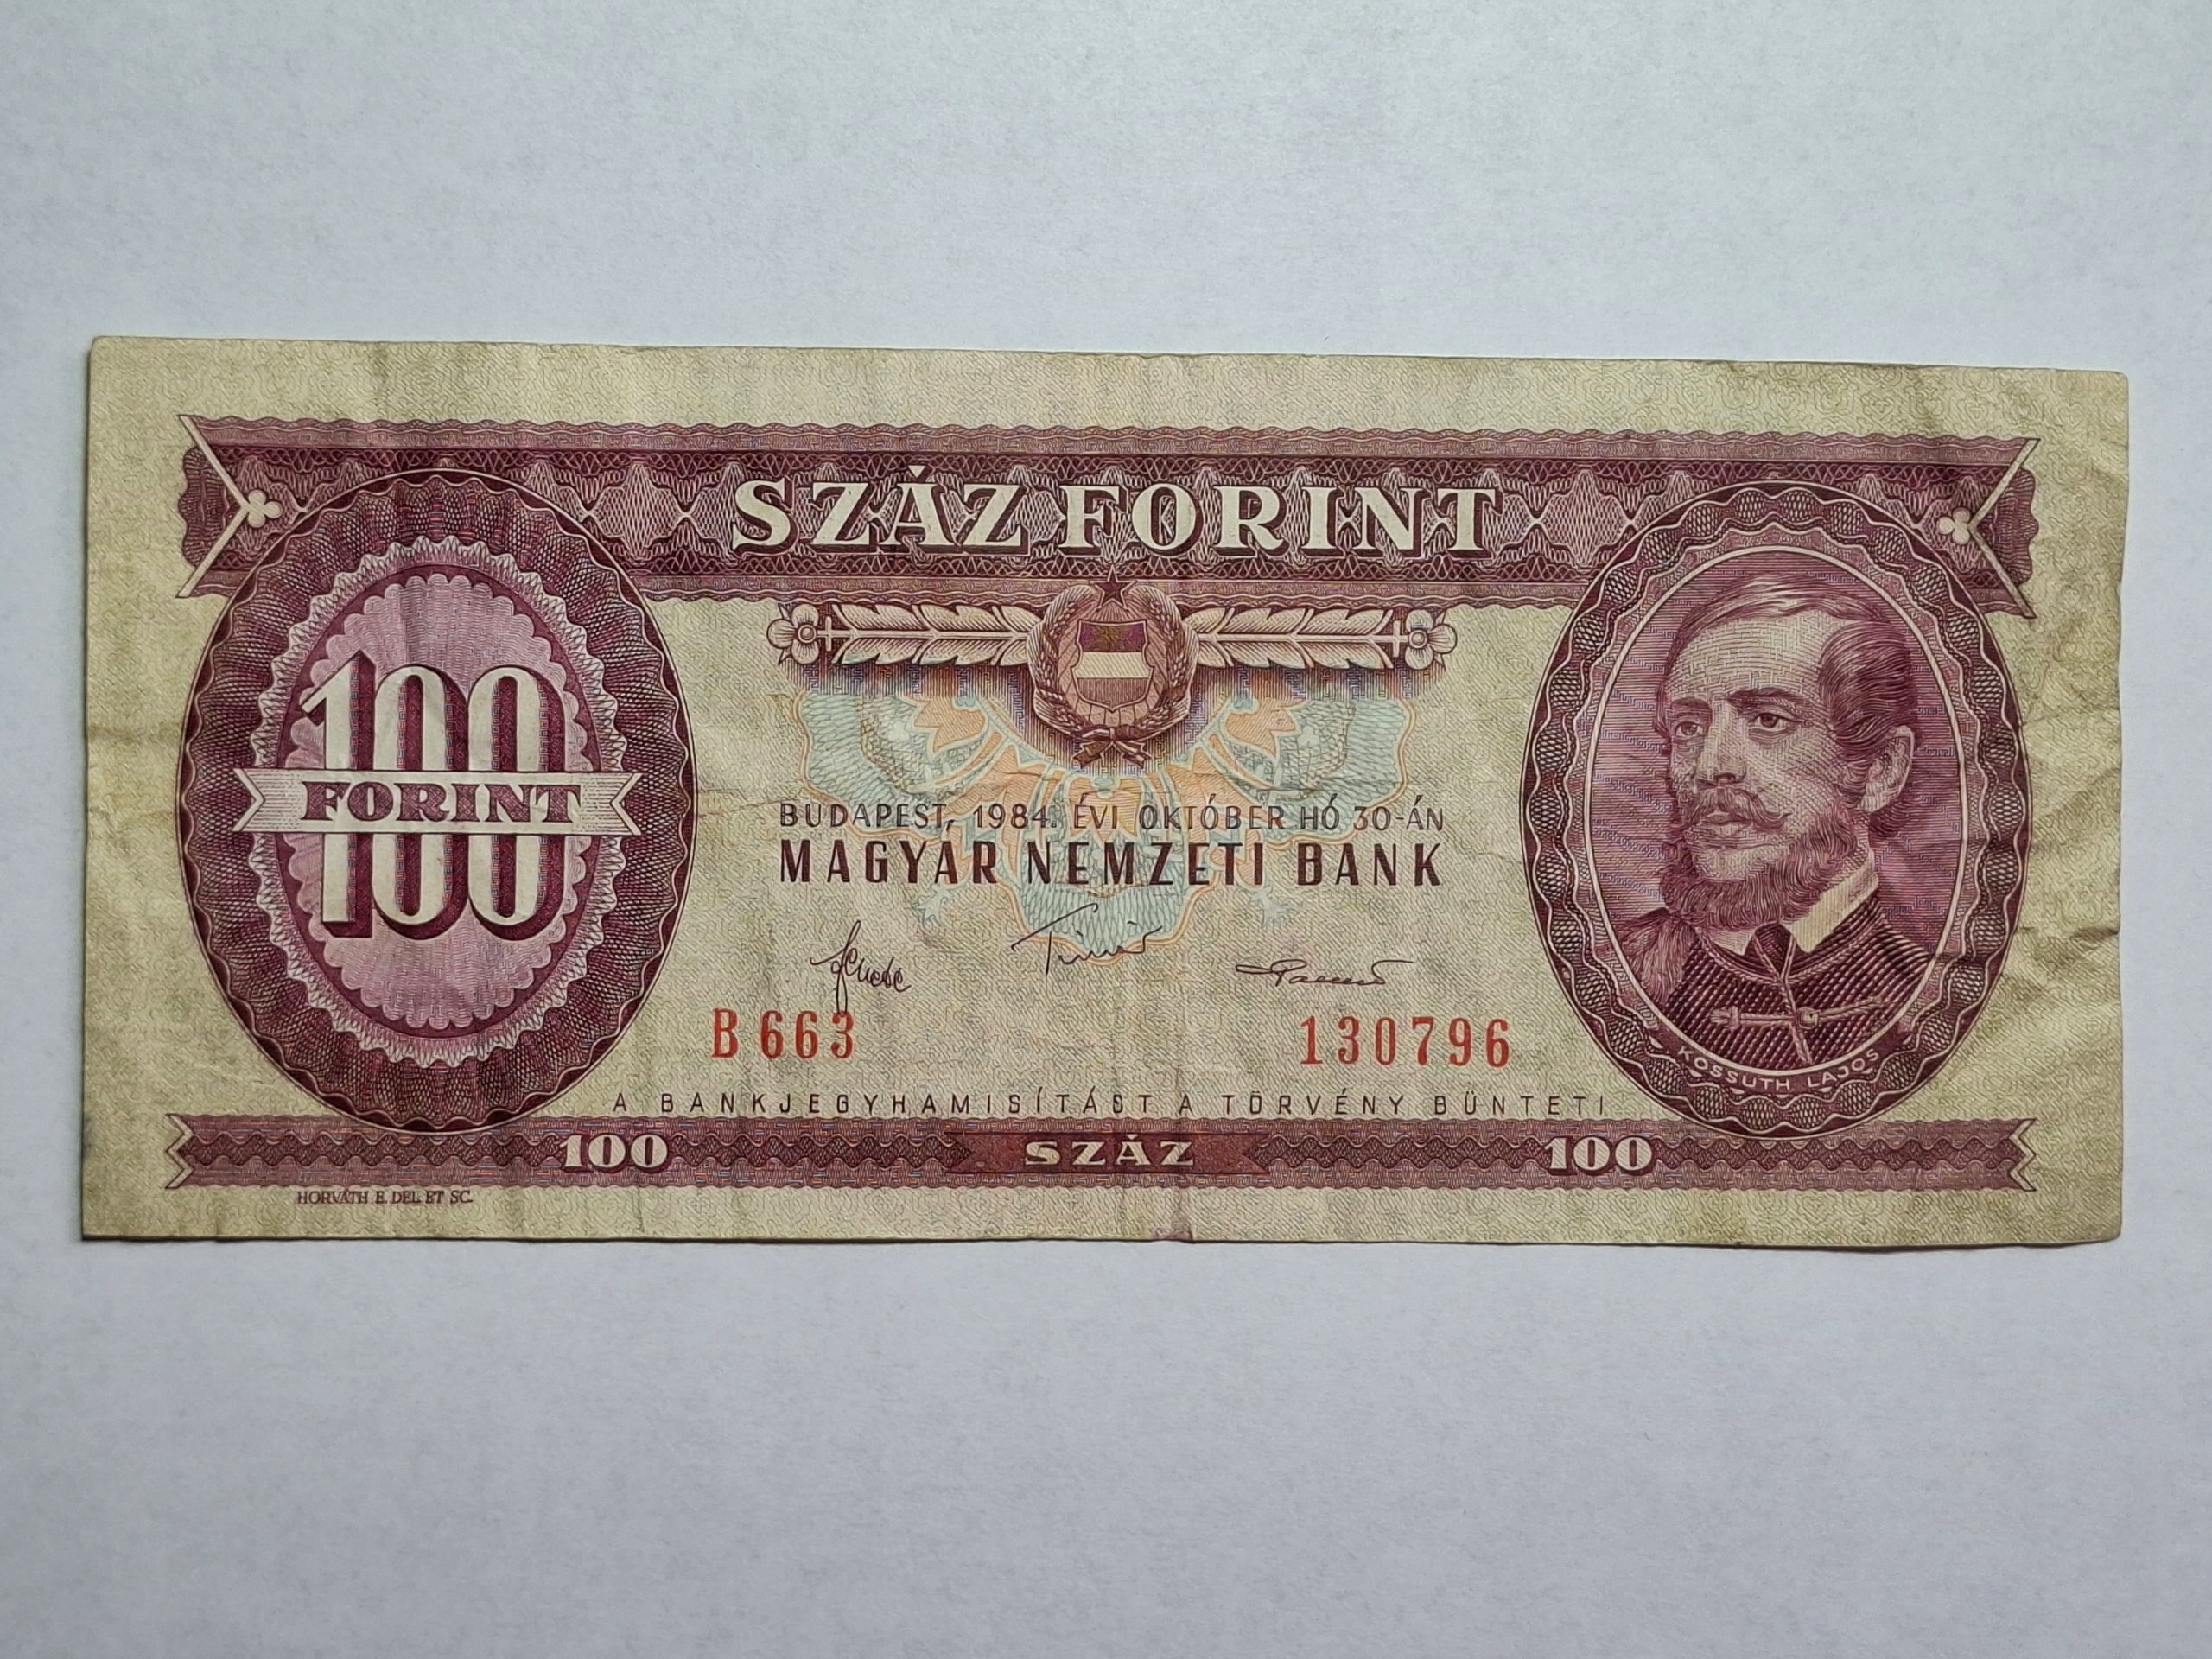 SZÁZ FORINT
100
FORINT
100
BUDAPEST, 1984. ÉVI OKTÓBER HÓ 30-ÁN
MAGYAR NEMZETI BANK
B 663
130796
KOSSUTH LAJOS
A BANKJEGYHAMISÍTÁST A TÖRVÉNY BÜNTETI
100 SZÁZ 100
HORVÁTH E. DEL. ET SC.